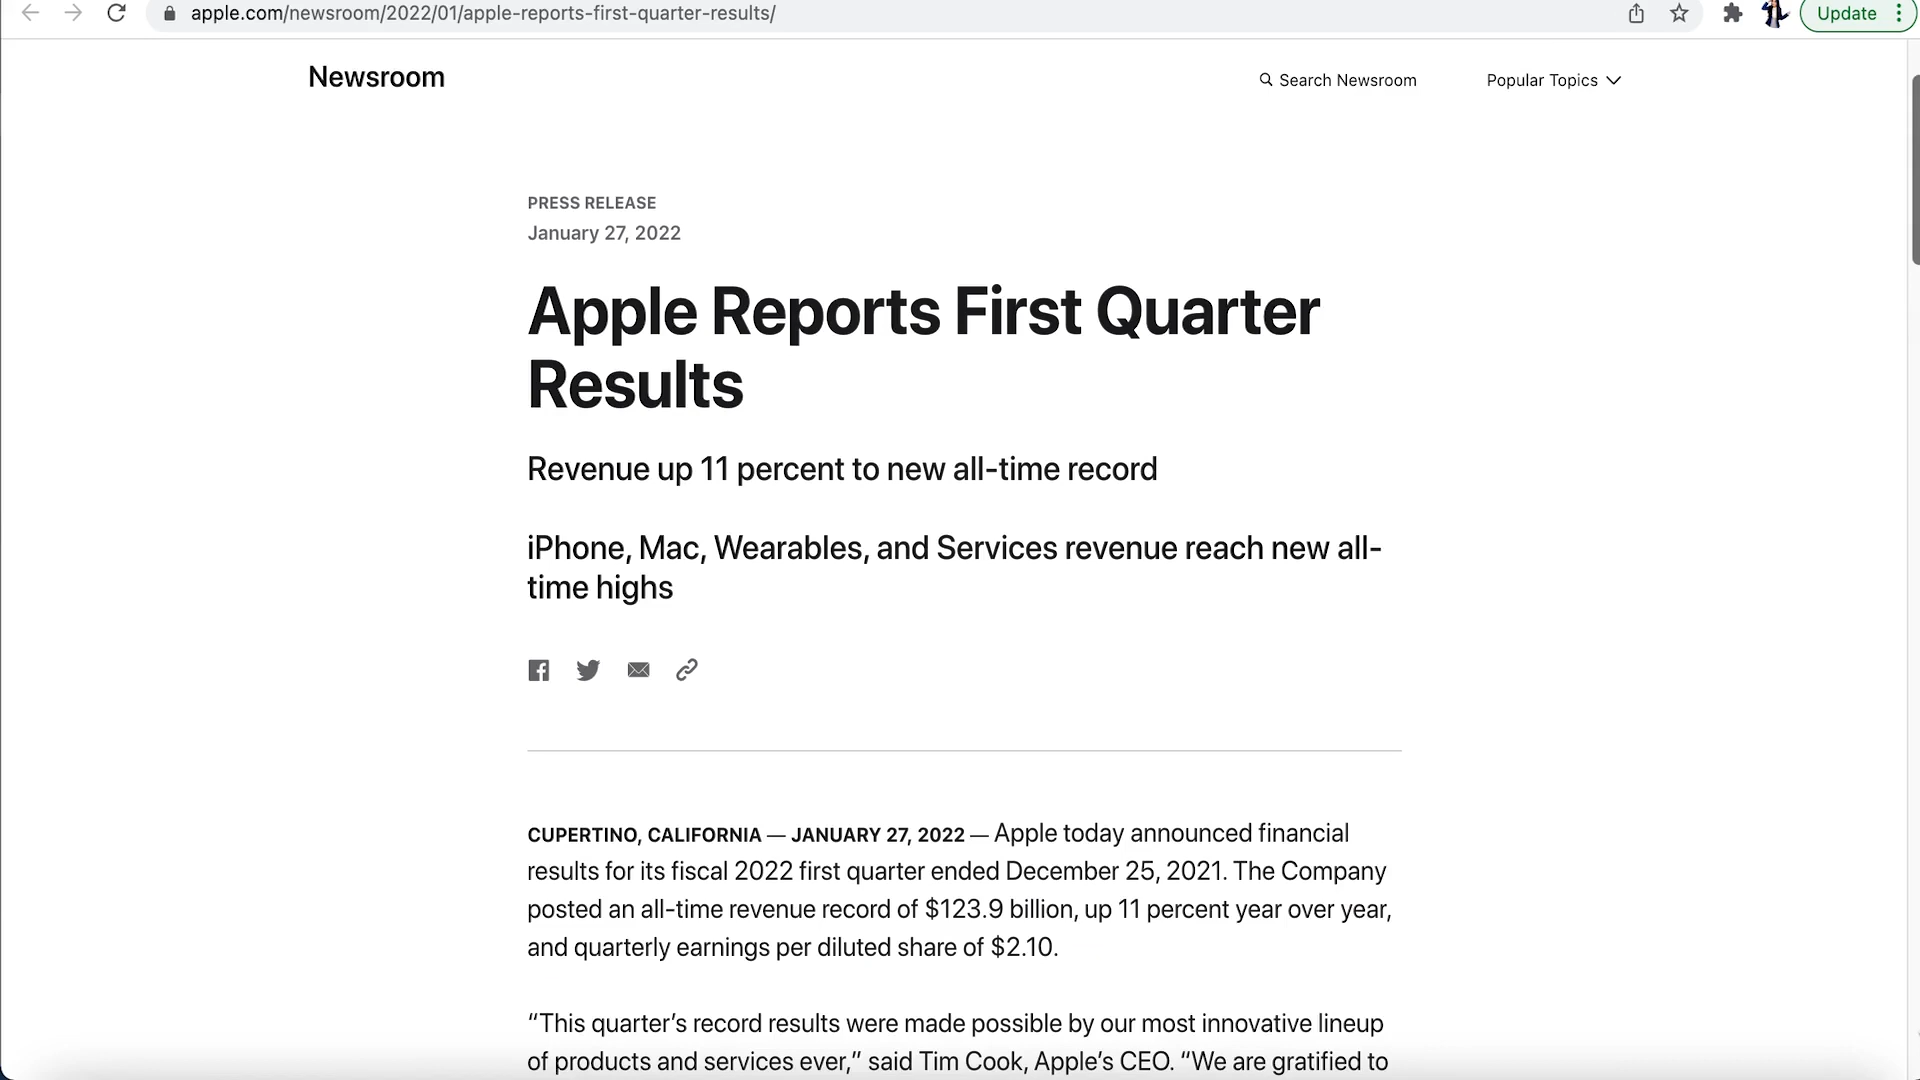 apple.com/newsroom/2022/01/apple-reports-first-quarter-results/
Update
Newsroom
Search Newsroom
Popular Topics
PRESS RELEASE
January 27, 2022
Apple Reports First Quarter
Results
Revenue up 11 percent to new all-time record
iPhone, Mac, Wearables, and Services revenue reach new all-
time highs
CUPERTINO, CALIFORNIA — JANUARY 27, 2022 — Apple today announced financial
results for its fiscal 2022 first quarter ended December 25, 2021. The Company
posted an all-time revenue record of $123.9 billion, up 11 percent year over year,
and quarterly earnings per diluted share of $2.10.
“This quarter’s record results were made possible by our most innovative lineup
of products and services ever,” said Tim Cook, Apple’s CEO. “We are gratified to